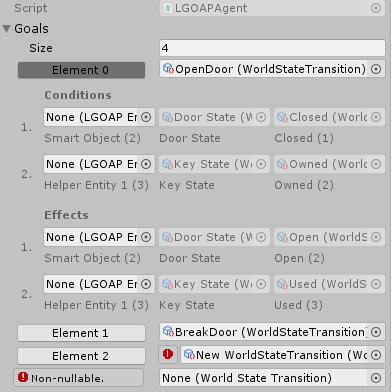 Script LGOAPAgent
Goals
Size 4
Element 0 OpenDoor (WorldStateTransition)
Conditions
1. None (LGOAP En Door State (W Closed (World
Smart Object (2) Door State Closed (1)
2. None (LGOAP En Key State (W Owned (World
Helper Entity 1 (3) Key State Owned (2)
Effects
1. None (LGOAP En Door State (W Open (WorldS
Smart Object (2) Door State Open (2)
2. None (LGOAP En Key State (W Used (WorldS
Helper Entity 1 (3) Key State Used (3)
Element 1 BreakDoor (WorldStateTransition)
Element 2 New WorldStateTransition (Wo
Non-nullable. None (World State Transition)